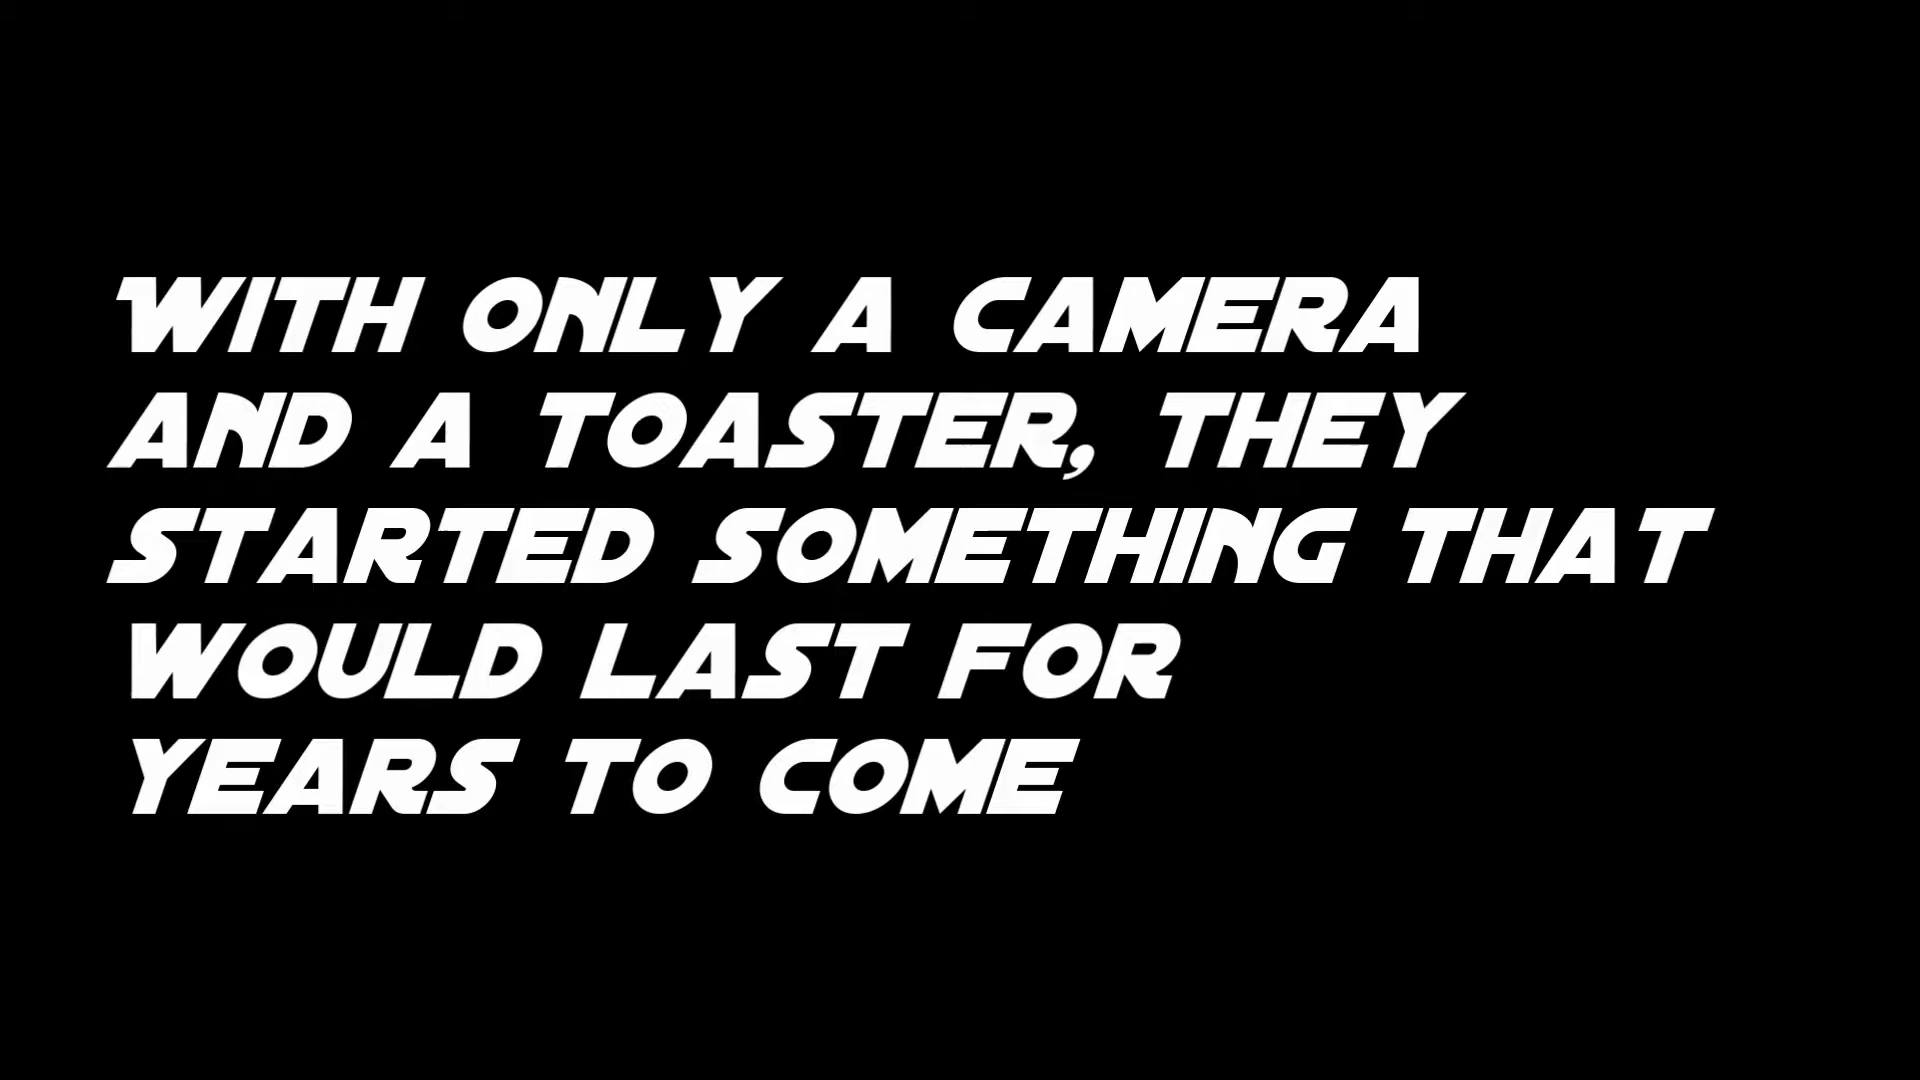 WITH ONLY A CAMERA
AND A TOASTER, THEY
STARTED SOMETHING THAT
WOULD LAST FOR
YEARS TO COME